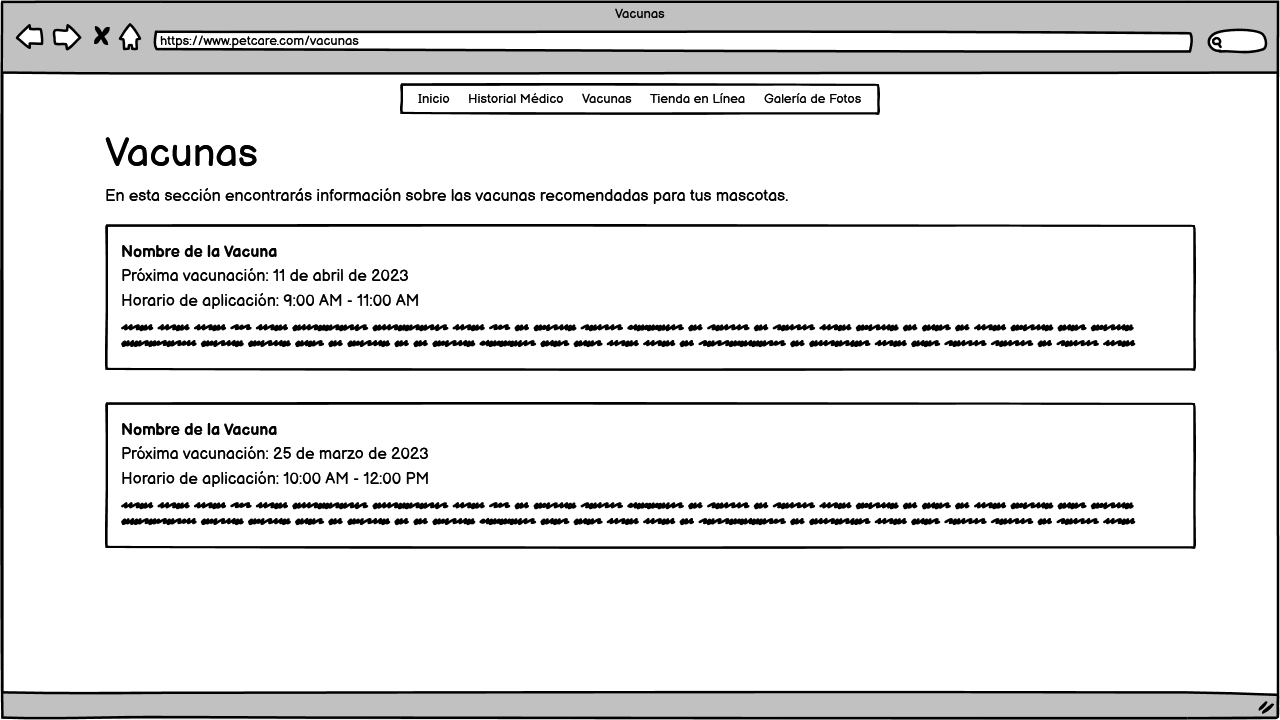 Vacunas
https://www.petcare.com/vacunas
Inicio Historial Médico Vacunas Tienda en Línea Galería de Fotos
Vacunas
En esta sección encontrarás información sobre las vacunas recomendadas para tus mascotas.
Nombre de la Vacuna
Próxima vacunación: 11 de abril de 2023
Horario de aplicación: 9:00 AM - 11:00 AM
Nombre de la Vacuna
Próxima vacunación: 25 de marzo de 2023
Horario de aplicación: 10:00 AM - 12:00 PM